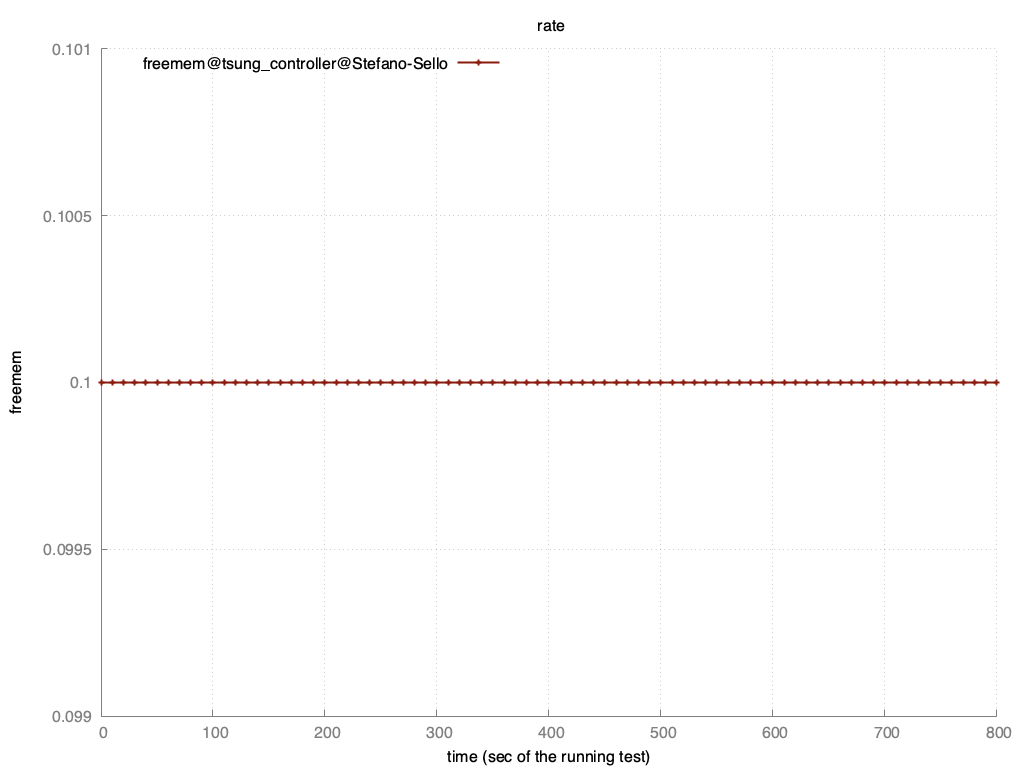 rate
freemem@tsung_controller@Stefano-Sello
0.101
0.1005
0.1
0.0995
0.099
freemem
0 100 200 300 400 500 600 700 800
time (sec of the running test)